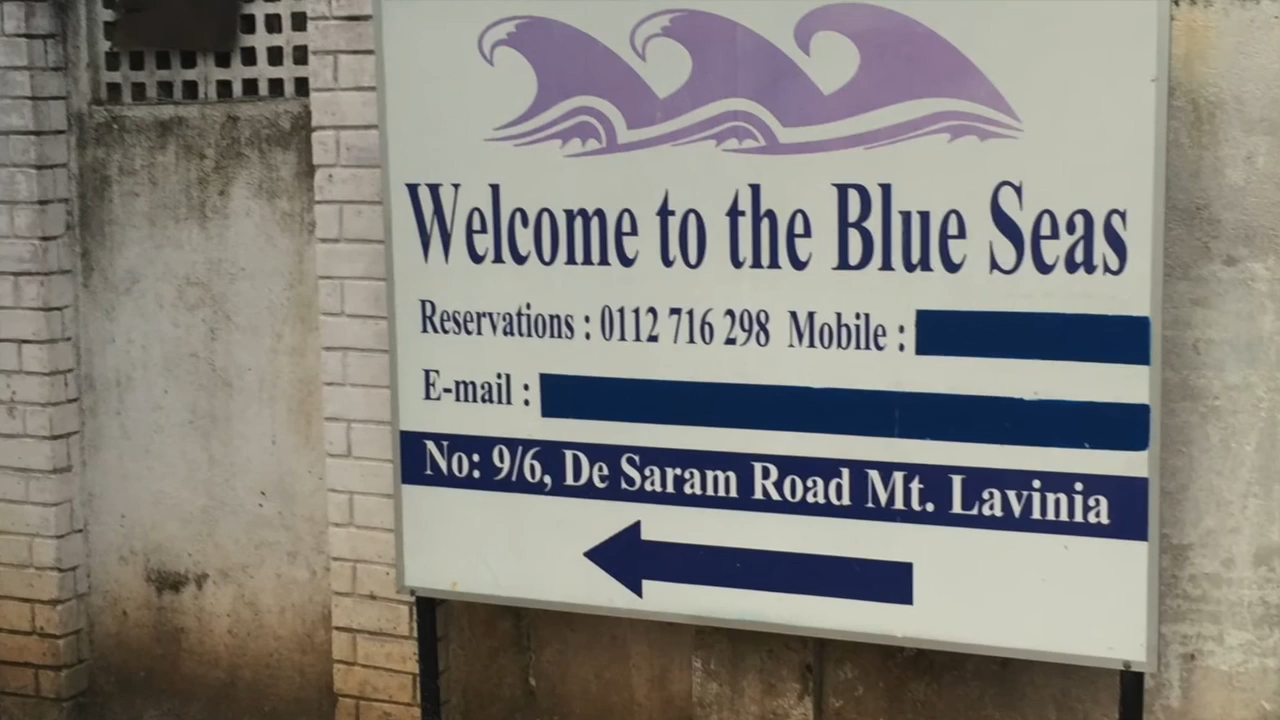 Welcome to the Blue Seas
Reservations : 0112 716 298 Mobile :
E-mail :
No: 9/6, De Saram Road Mt. Lavinia